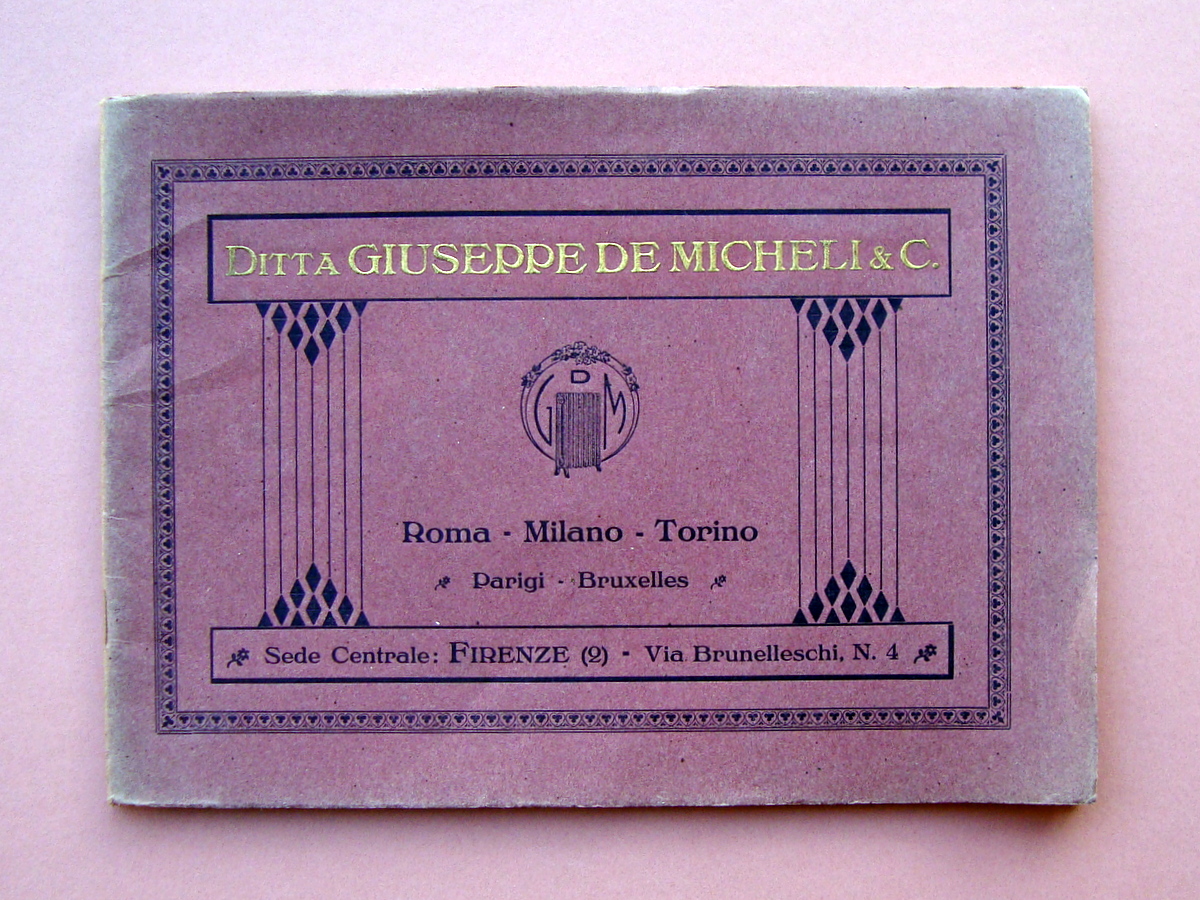 DITTA GIUSEPPE DE MICHELI & C.
G D M
Roma - Milano - Torino
Parigi - Bruxelles
Sede Centrale: FIRENZE (2) - Via Brunelleschi, N. 4